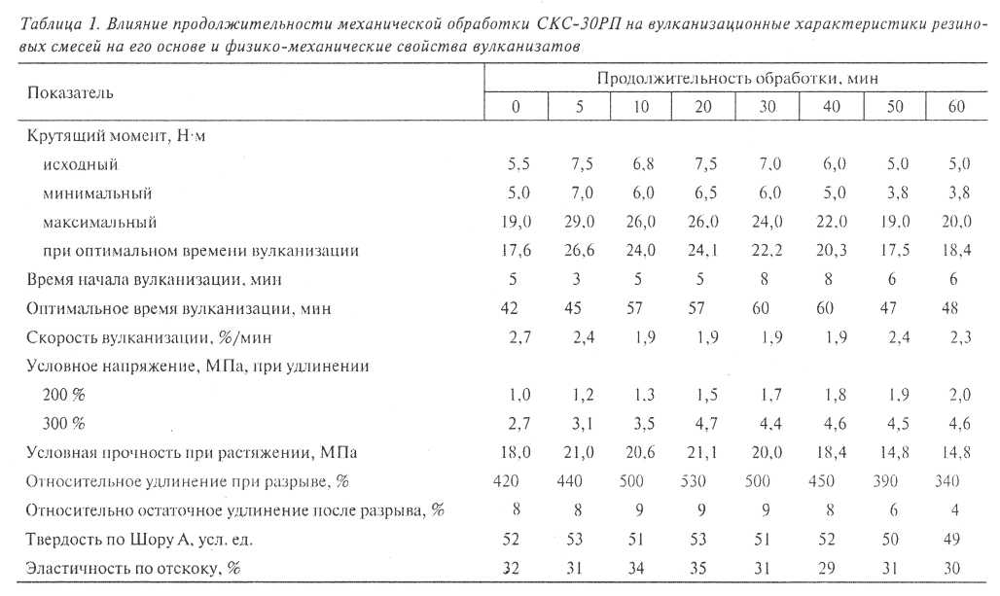 Таблица 1. Влияние продолжительности механической обработки СКС-30РП на вулканизационные характеристики резино-
вых смесей на его основе и физико-механические свойства вулканизатов
Показатель
Продолжительность обработки, мин
0 5 10 20 30 40 50 60
Крутящий момент, Н·м
исходный 5,5 7,5 6,8 7,5 7,0 6,0 5,0 5,0
минимальный 5,0 7,0 6,0 6,5 6,0 5,0 3,8 3,8
максимальный 19,0 29,0 26,0 26,0 24,0 22,0 19,0 20,0
при оптимальном времени вулканизации 17,6 26,6 24,0 24,1 22,2 20,3 17,5 18,4
Время начала вулканизации, мин 5 3 5 5 8 8 6 6
Оптимальное время вулканизации, мин 42 45 57 57 60 60 47 48
Скорость вулканизации, %/мин 2,7 2,4 1,9 1,9 1,9 1,9 2,4 2,3
Условное напряжение, МПа, при удлинении
200 % 1,0 1,2 1,3 1,5 1,7 1,8 1,9 2,0
300 % 2,7 3,1 3,5 4,7 4,4 4,6 4,5 4,6
Условная прочность при растяжении, МПа 18,0 21,0 20,6 21,1 20,0 18,4 14,8 14,8
Относительное удлинение при разрыве, % 420 440 500 530 500 450 390 340
Относительно остаточное удлинение после разрыва, % 8 8 9 9 9 8 6 4
Твердость по Шору А, усл. ед. 52 53 51 53 51 52 50 49
Эластичность по отскоку, % 32 31 34 35 31 29 31 30